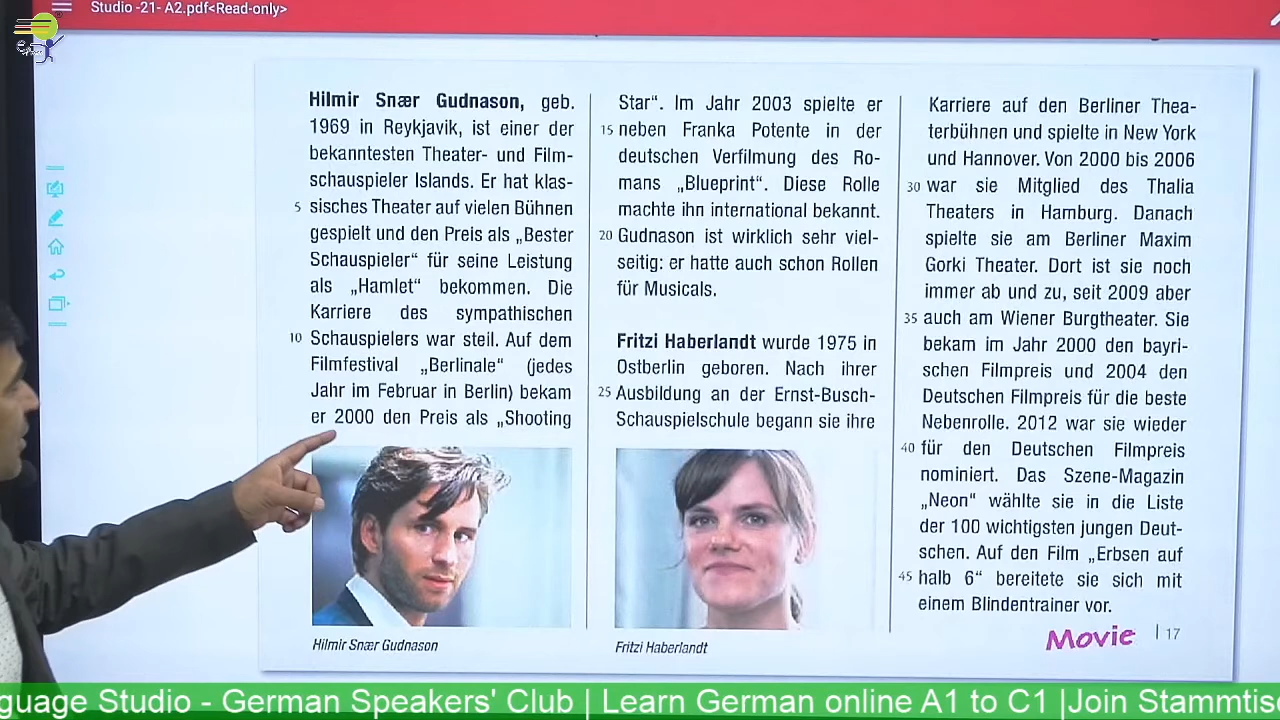 Studio -21- A2.pdf<Read-only>
Hilmir Snær Gudnason, geb.
1969 in Reykjavik, ist einer der
bekanntesten Theater- und Film-
schauspieler Islands. Er hat klas-
5 sisches Theater auf vielen Bühnen
gespielt und den Preis als „Bester
Schauspieler“ für seine Leistung
als „Hamlet“ bekommen. Die
Karriere des sympathischen
10 Schauspielers war steil. Auf dem
Filmfestival „Berlinale“ (jedes
Jahr im Februar in Berlin) bekam
er 2000 den Preis als „Shooting
Star“. Im Jahr 2003 spielte er
15 neben Franka Potente in der
deutschen Verfilmung des Ro-
mans „Blueprint“. Diese Rolle
machte ihn international bekannt.
20 Gudnason ist wirklich sehr viel-
seitig: er hatte auch schon Rollen
für Musicals.
Fritzi Haberlandt wurde 1975 in
Ostberlin geboren. Nach ihrer
25 Ausbildung an der Ernst-Busch-
Schauspielschule begann sie ihre
Karriere auf den Berliner Thea-
terbühnen und spielte in New York
und Hannover. Von 2000 bis 2006
30 war sie Mitglied des Thalia
Theaters in Hamburg. Danach
spielte sie am Berliner Maxim
Gorki Theater. Dort ist sie noch
immer ab und zu, seit 2009 aber
35 auch am Wiener Burgtheater. Sie
bekam im Jahr 2000 den bayri-
schen Filmpreis und 2004 den
Deutschen Filmpreis für die beste
Nebenrolle. 2012 war sie wieder
40 für den Deutschen Filmpreis
nominiert. Das Szene-Magazin
„Neon“ wählte sie in die Liste
der 100 wichtigsten jungen Deut-
schen. Auf den Film „Erbsen auf
45 halb 6“ bereitete sie sich mit
einem Blindentrainer vor.
Hilmir Snær Gudnason
Fritzi Haberlandt
Movie | 17
guage Studio - German Speakers' Club | Learn German online A1 to C1 |Join Stammtisc